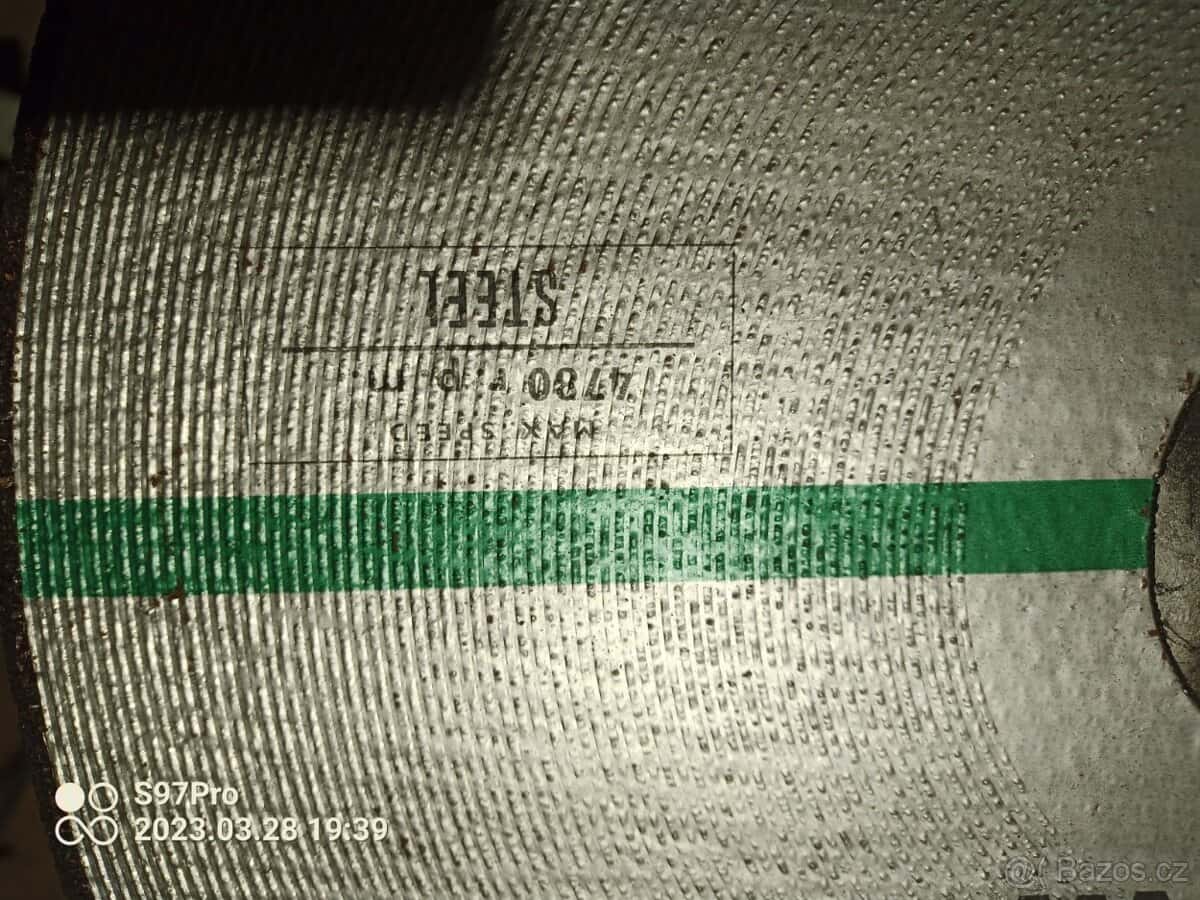 MAX SPEED
4780 r.p.m.
STEEL
S97Pro
2023.03.28 19:39
@ Bazos.cz